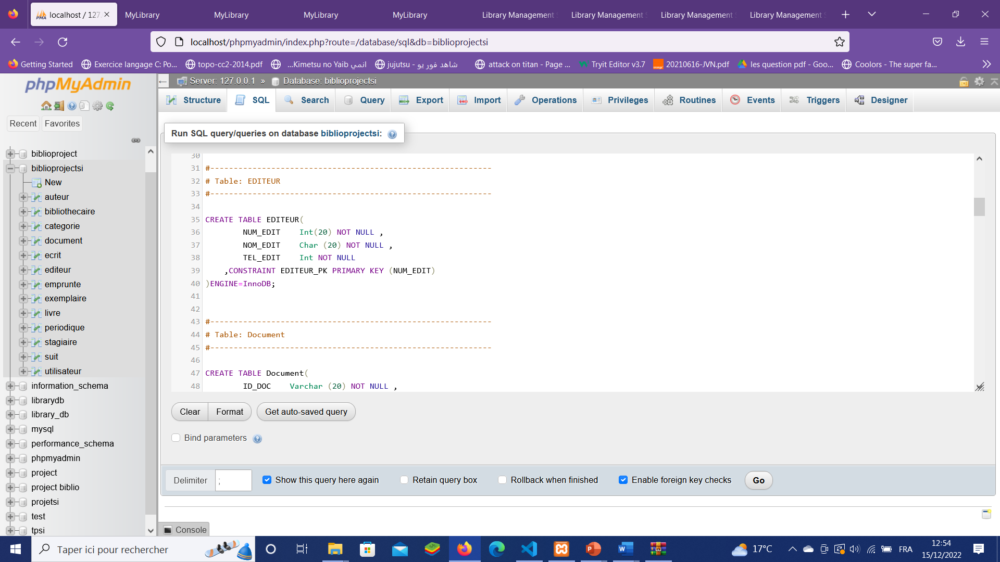 localhost / 127.
MyLibrary
MyLibrary
MyLibrary
MyLibrary
Library Management
Library Management
Library Management
Library Management
localhost/phpmyadmin/index.php?route=/database/sql&db=biblioprojectsi
Getting Started
Exercice langage C: Po...
topo-cc2-2014.pdf
...Kimetsu no Yaib انمي
jujutsu - شاهد فور يو
attack on titan - Page ...
Tryit Editor v3.7
20210616-JVN.pdf
les question pdf - Goo...
Coolors - The super fa...
phpMyAdmin
Recent
Favorites
biblioproject
biblioprojectsi
New
auteur
bibliothecaire
categorie
document
ecrit
editeur
emprunte
exemplaire
livre
periodique
stagiaire
suit
utilisateur
information_schema
librarydb
library_db
mysql
performance_schema
phpmyadmin
project
project biblio
projetsi
test
tpsi
Server: 127.0.0.1 » Database: biblioprojectsi
Structure
SQL
Search
Query
Export
Import
Operations
Privileges
Routines
Events
Triggers
Designer
Run SQL query/queries on database biblioprojectsi:
30
31 #------------------------------------------------------------
32 # Table: EDITEUR
33 #------------------------------------------------------------
34
35 CREATE TABLE EDITEUR(
36 NUM_EDIT Int(20) NOT NULL ,
37 NOM_EDIT Char (20) NOT NULL ,
38 TEL_EDIT Int NOT NULL
39 ,CONSTRAINT EDITEUR_PK PRIMARY KEY (NUM_EDIT)
40 )ENGINE=InnoDB;
41
42
43 #------------------------------------------------------------
44 # Table: Document
45 #------------------------------------------------------------
46
47 CREATE TABLE Document(
48 ID_DOC Varchar (20) NOT NULL ,
Clear
Format
Get auto-saved query
Bind parameters
Delimiter
;
Show this query here again
Retain query box
Rollback when finished
Enable foreign key checks
Go
Console
Taper ici pour rechercher
17°C
FRA
12:54
15/12/2022